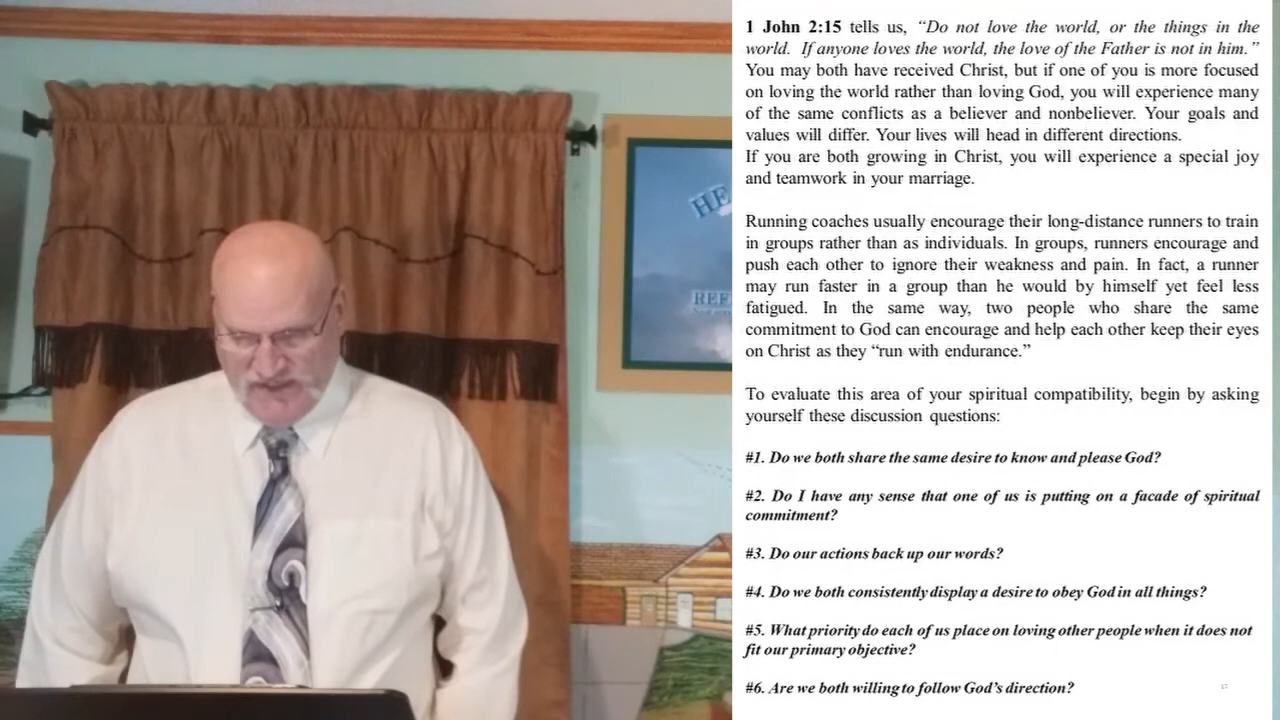 HE
REF
1 John 2:15 tells us, “Do not love the world, or the things in the
world. If anyone loves the world, the love of the Father is not in him.”
You may both have received Christ, but if one of you is more focused
on loving the world rather than loving God, you will experience many
of the same conflicts as a believer and nonbeliever. Your goals and
values will differ. Your lives will head in different directions.
If you are both growing in Christ, you will experience a special joy
and teamwork in your marriage.
Running coaches usually encourage their long-distance runners to train
in groups rather than as individuals. In groups, runners encourage and
push each other to ignore their weakness and pain. In fact, a runner
may run faster in a group than he would by himself yet feel less
fatigued. In the same way, two people who share the same
commitment to God can encourage and help each other keep their eyes
on Christ as they “run with endurance.”
To evaluate this area of your spiritual compatibility, begin by asking
yourself these discussion questions:
#1. Do we both share the same desire to know and please God?
#2. Do I have any sense that one of us is putting on a facade of spiritual
commitment?
#3. Do our actions back up our words?
#4. Do we both consistently display a desire to obey God in all things?
#5. What priority do each of us place on loving other people when it does not
fit our primary objective?
#6. Are we both willing to follow God’s direction?
17